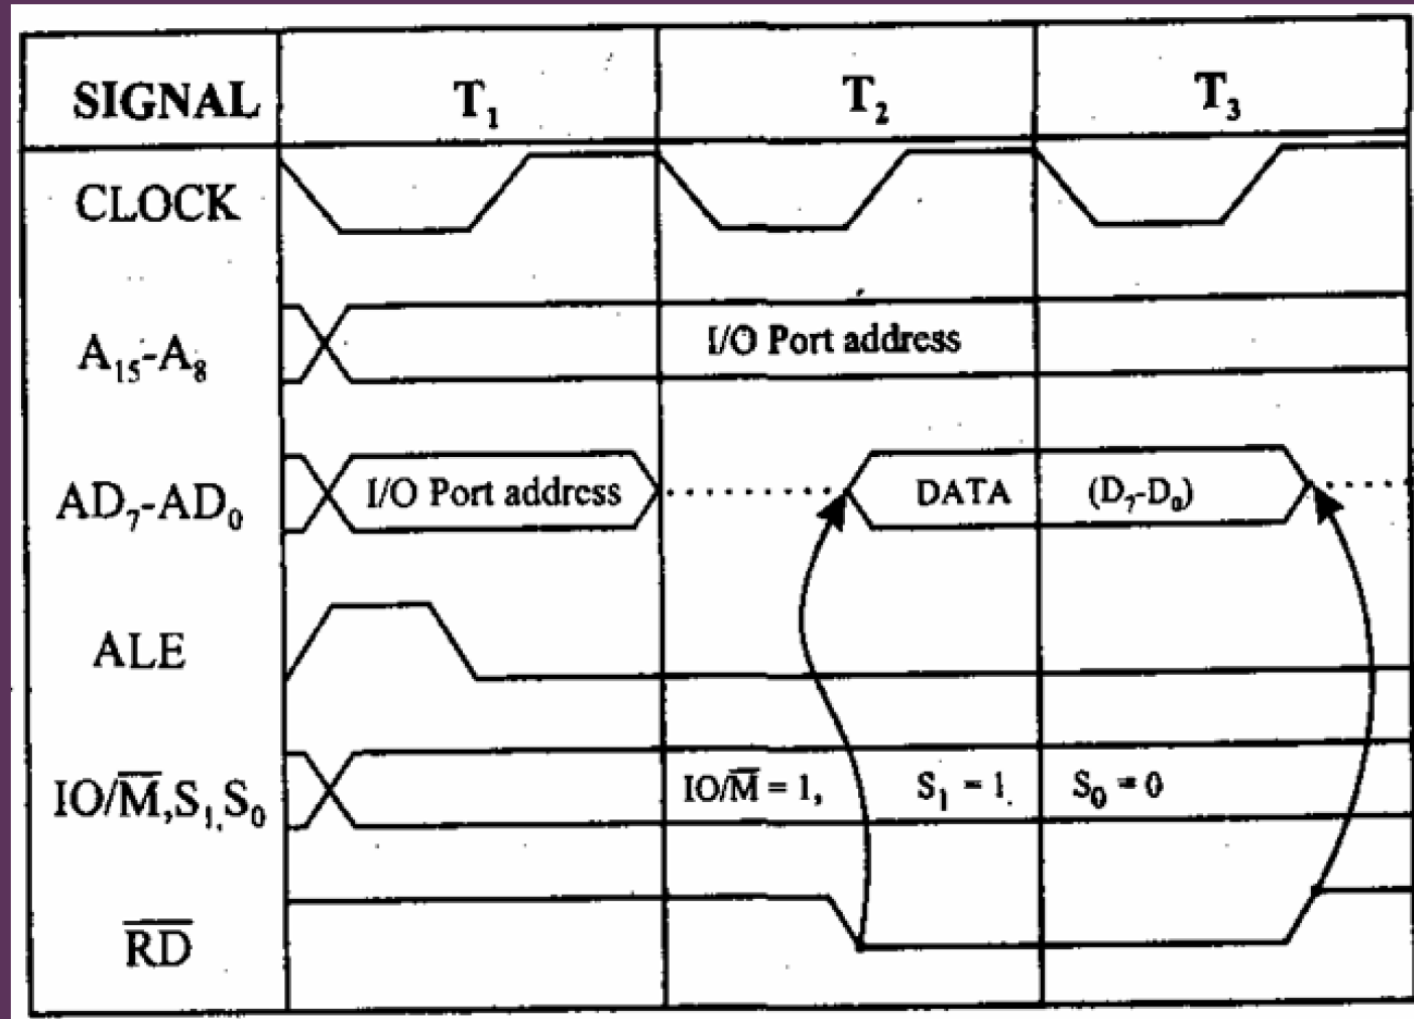 SIGNAL T₁ T₂ T₃
CLOCK
A₁₅-A₈ I/O Port address
AD₇-AD₀ I/O Port address DATA (D₇-D₀)
ALE
IO/M̅,S₁,S₀ IO/M̅ = 1, S₁ = 1. S₀ = 0
R̅D̅